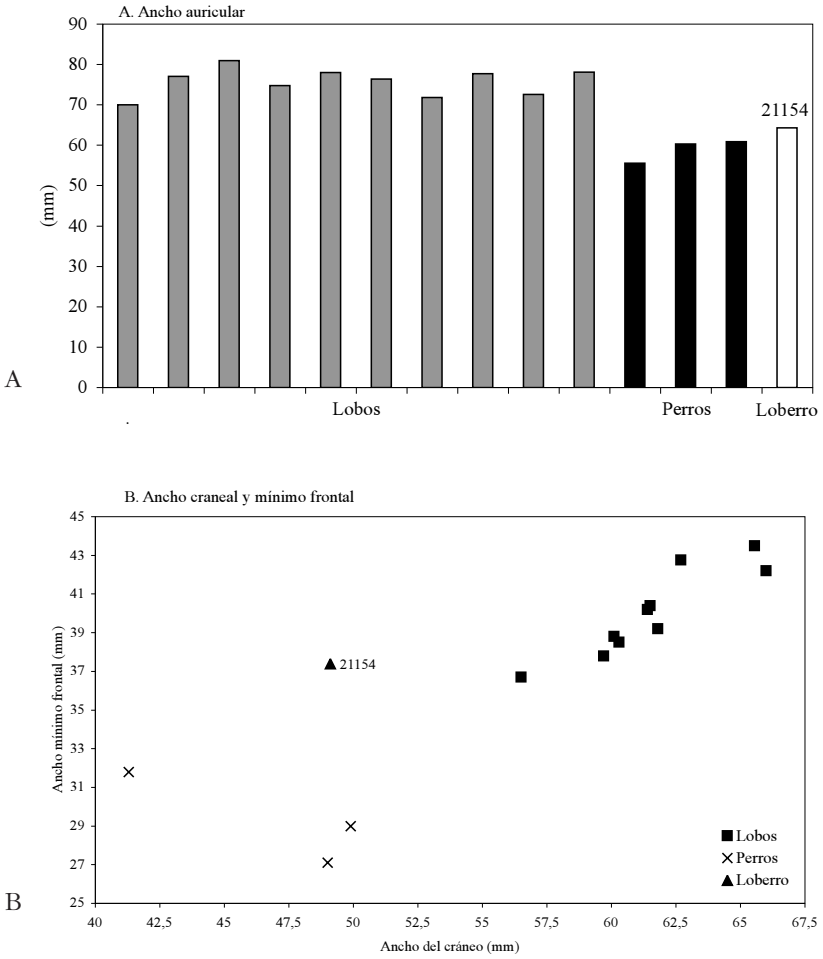 A. Ancho auricular
90
80
70
60
50
40
30
20
10
0
(mm)
21154
Lobos
Perros
Loberro
A
B. Ancho craneal y mínimo frontal
45
43
41
39
37
35
33
31
29
27
25
Ancho mínimo frontal (mm)
21154
Lobos
Perros
Loberro
40 42,5 45 47,5 50 52,5 55 57,5 60 62,5 65 67,5
Ancho del cráneo (mm)
B